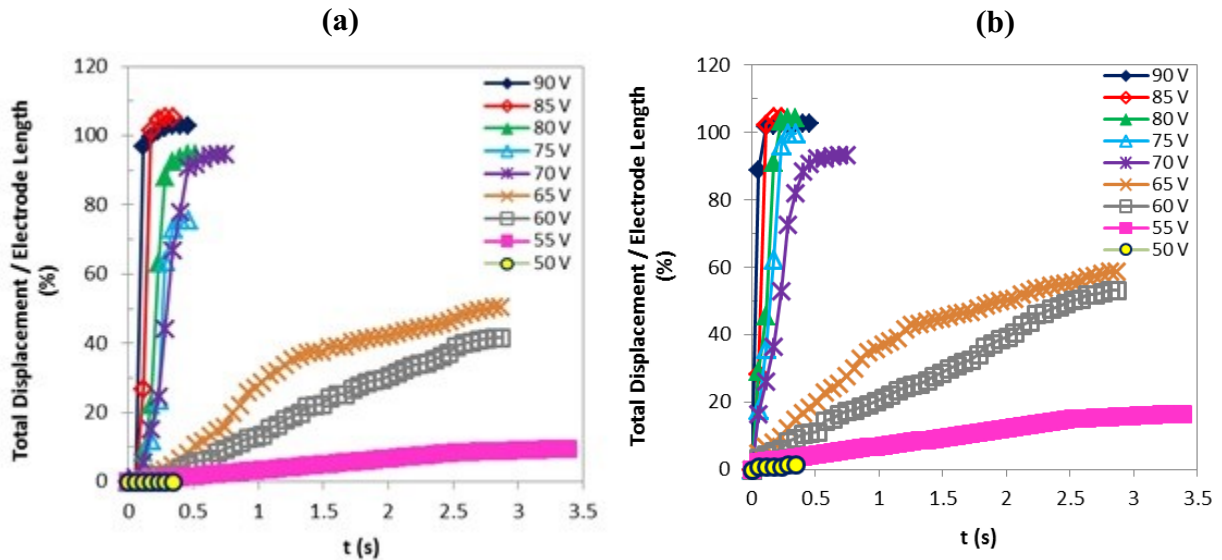 (a)
(b)
Total Displacement / Electrode Length
(%)
120
100
80
60
40
20
0
0
0.5
1
1.5
2
2.5
3
3.5
t (s)
90 V
85 V
80 V
75 V
70 V
65 V
60 V
55 V
50 V
Total Displacement / Electrode Length
(%)
120
100
80
60
40
20
0
0
0.5
1
1.5
2
2.5
3
3.5
t (s)
90 V
85 V
80 V
75 V
70 V
65 V
60 V
55 V
50 V